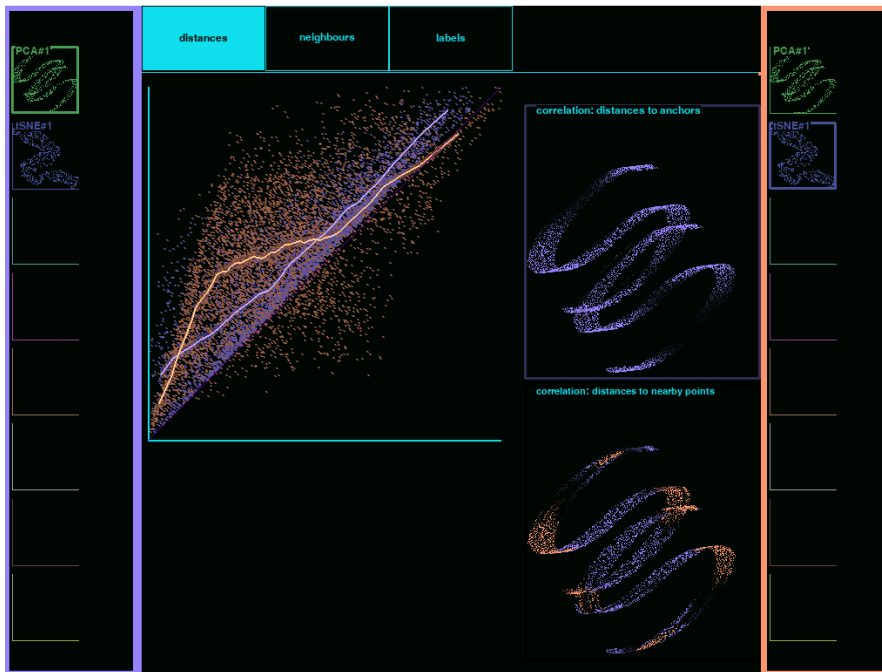 distances
neighbours
labels
PCA#1
tSNE#1
correlation: distances to anchors
correlation: distances to nearby points
PCA#1'
tSNE#1